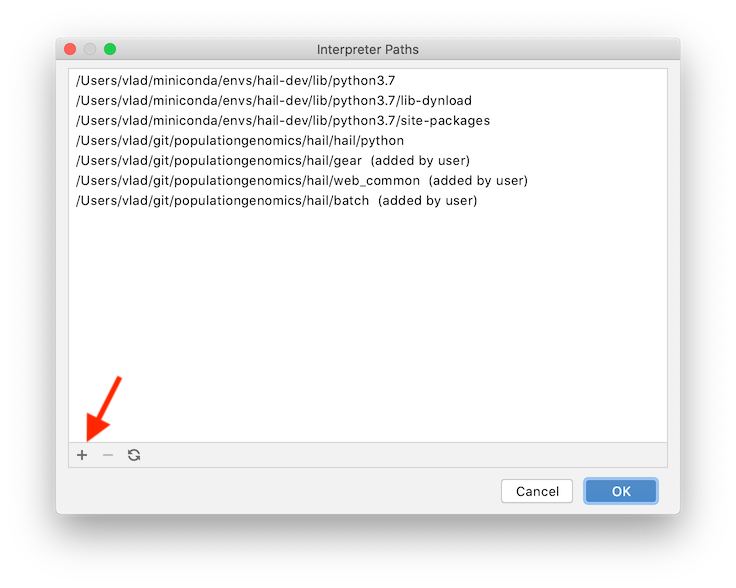 Interpreter Paths
/Users/vlad/miniconda/envs/hail-dev/lib/python3.7
/Users/vlad/miniconda/envs/hail-dev/lib/python3.7/lib-dynload
/Users/vlad/miniconda/envs/hail-dev/lib/python3.7/site-packages
/Users/vlad/git/populationgenomics/hail/hail/python
/Users/vlad/git/populationgenomics/hail/gear (added by user)
/Users/vlad/git/populationgenomics/hail/web_common (added by user)
/Users/vlad/git/populationgenomics/hail/batch (added by user)
Cancel OK